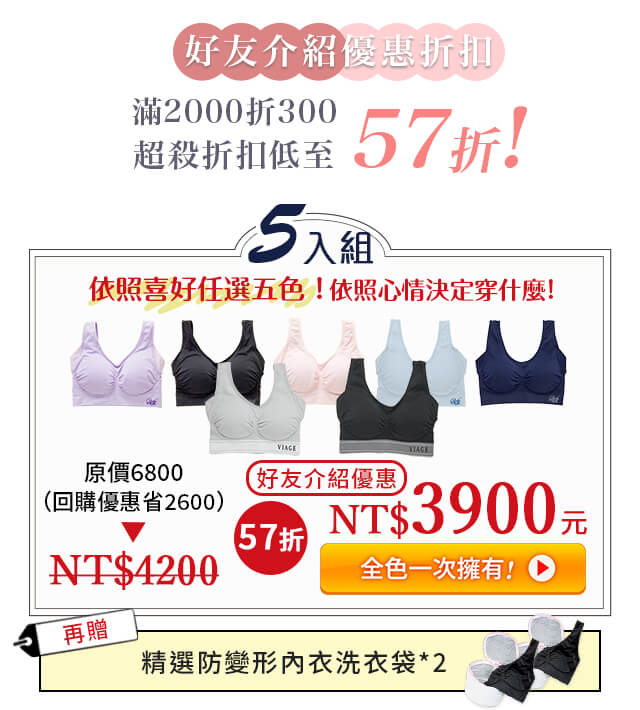 好友介紹優惠折扣
滿2000折300
超殺折扣低至 57折!
5入組
依照喜好任選五色！依照心情決定穿什麼!
VIAGE
VIAGE
原價6800
（回購優惠省2600）
NT$4200
好友介紹優惠
57折
NT$3900元
全色一次擁有!
再贈
精選防變形內衣洗衣袋*2